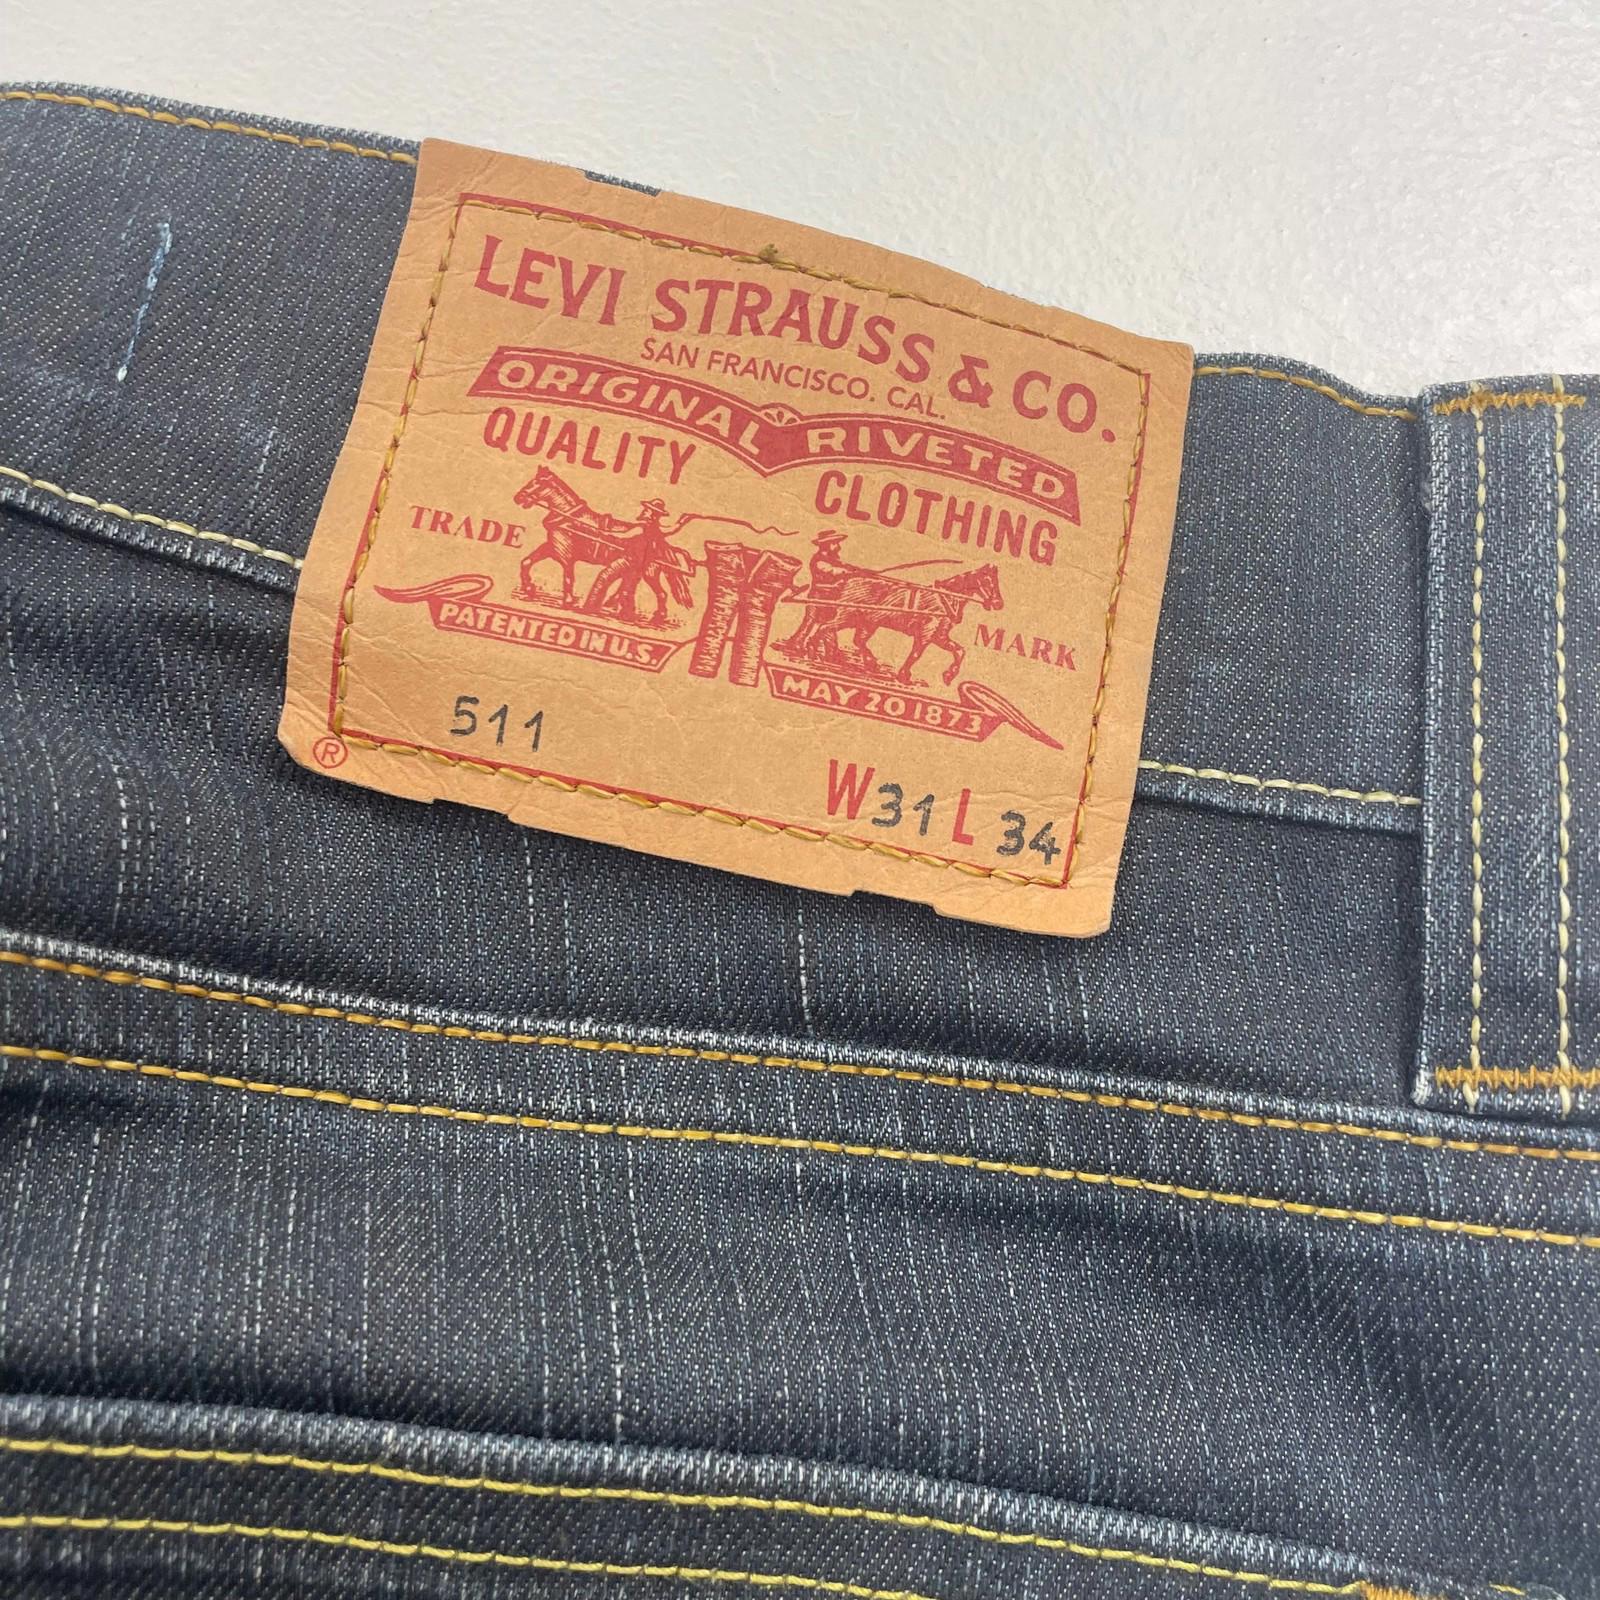 LEVI STRAUSS & CO.
SAN FRANCISCO. CAL.
ORIGINAL RIVETED
QUALITY CLOTHING
TRADE MARK
PATENTED IN U.S. MAY 20 1873
511
W31 L 34
®